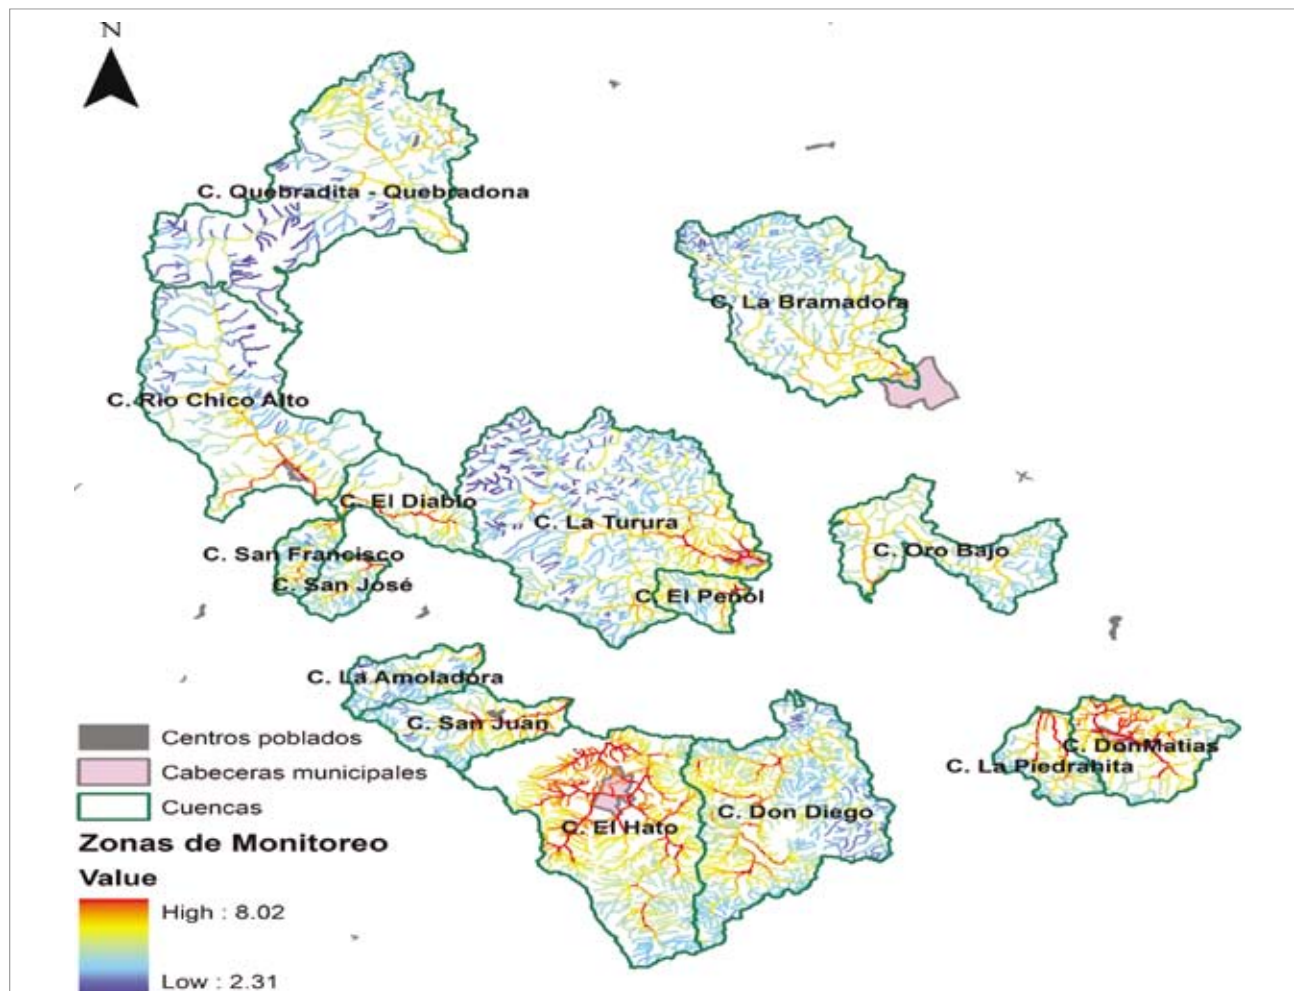 N
C. Quebradita - Quebradona
C. La Bramadora
C. Rio Chico Alto
C. El Diablo
C. La Turura
C. San Francisco
C. Oro Bajo
C. San José
C. El Peñol
C. La Amoladora
C. San Juan
C. DonMatias
C. La Piedrahita
C. Don Diego
C. El Hato
Centros poblados
Cabeceras municipales
Cuencas
Zonas de Monitoreo
Value
High : 8.02
Low : 2.31